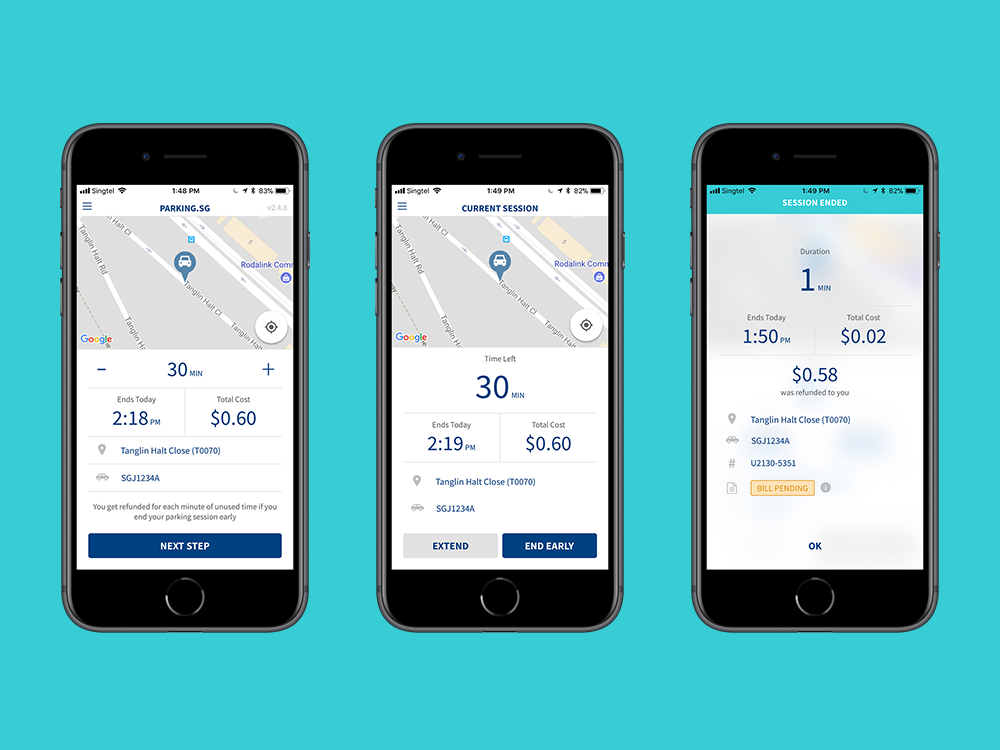 Singtel 1:48 PM 83%
PARKING.SG v2.4.8
Tanglin Halt Cl
Tanglin Halt Rd
$
Rodalink Comm
Tanglin Halt Cl
Tanglin Halt
Google
- 30 MIN +
Ends Today Total Cost
2:18 PM $0.60
Tanglin Halt Close (T0070)
SGJ1234A
You get refunded for each minute of unused time if you
end your parking session early
NEXT STEP
Singtel 1:49 PM 82%
CURRENT SESSION
Tanglin Halt Cl
Tanglin Halt Rd
$
Rodalink Com
Tanglin Halt Cl
Tanglin
Google
Time Left
30 MIN
Ends Today Total Cost
2:19 PM $0.60
Tanglin Halt Close (T0070)
SGJ1234A
EXTEND END EARLY
Singtel 1:49 PM 82%
SESSION ENDED
Duration
1 MIN
Ends Today Total Cost
1:50 PM $0.02
$0.58
was refunded to you
Tanglin Halt Close (T0070)
SGJ1234A
# U2130-5351
BILL PENDING i
OK